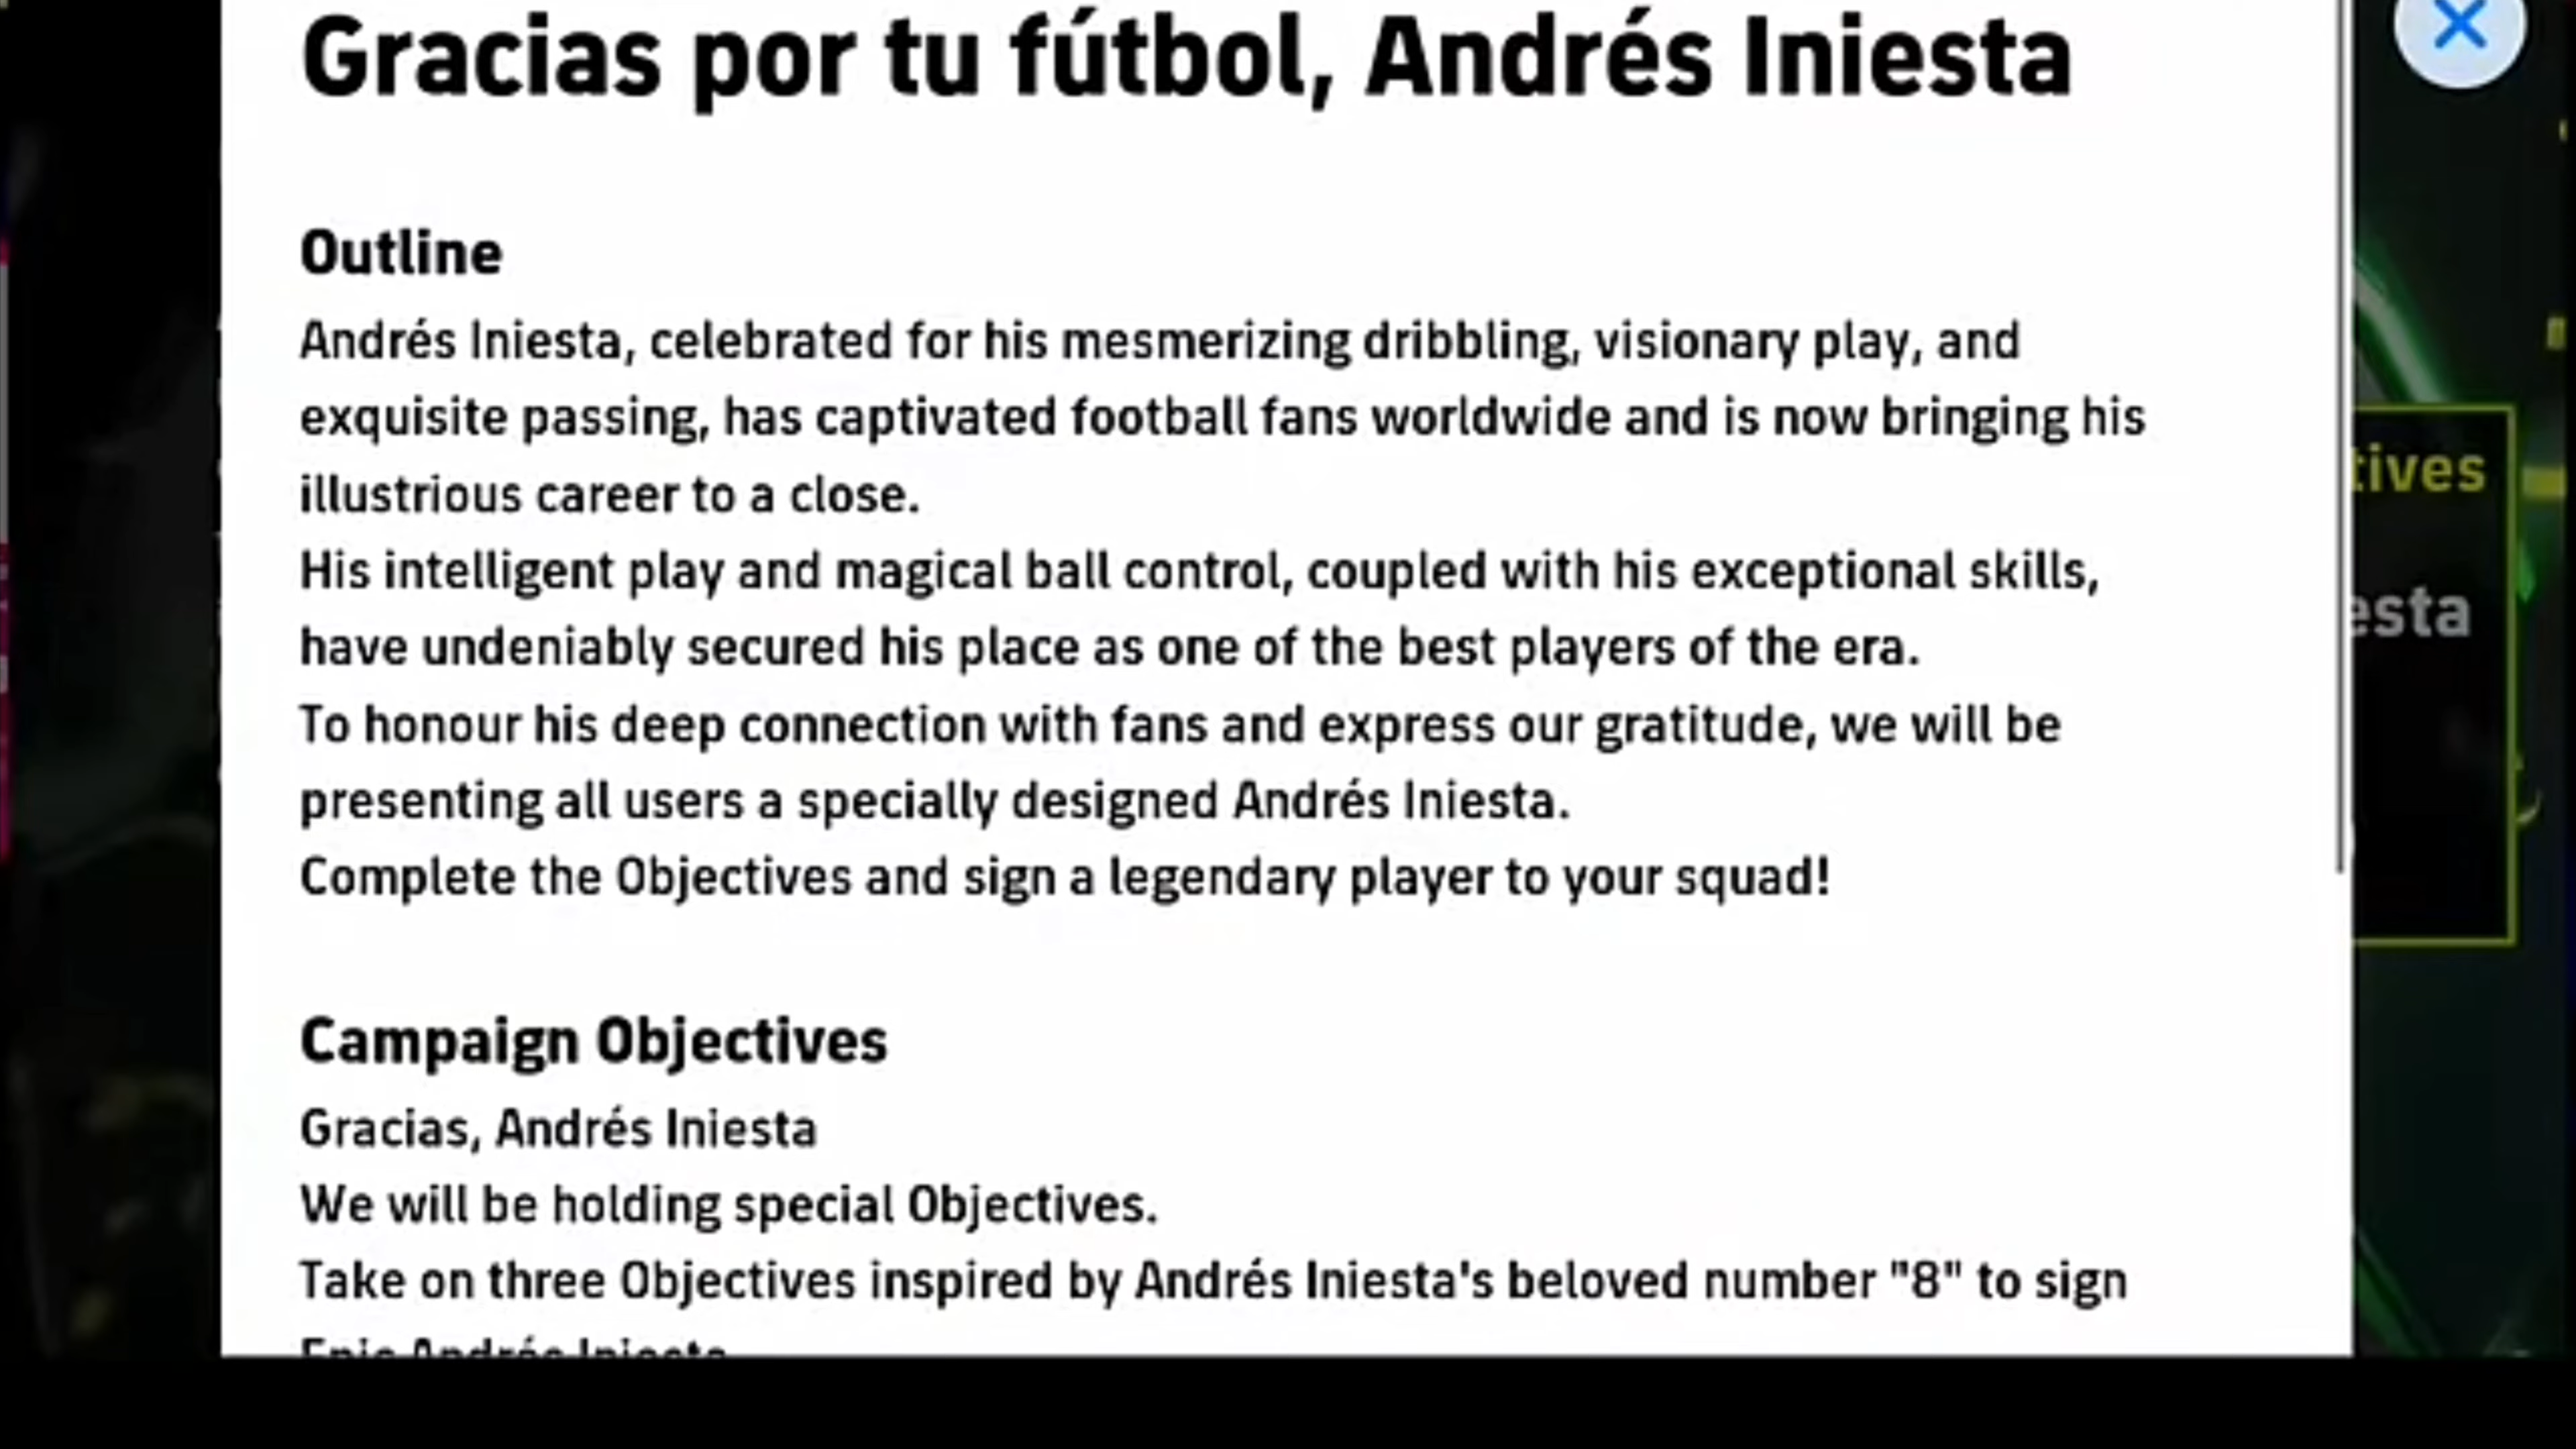 Gracias por tu fútbol, Andrés Iniesta
Outline
Andrés Iniesta, celebrated for his mesmerizing dribbling, visionary play, and
exquisite passing, has captivated football fans worldwide and is now bringing his
illustrious career to a close.
His intelligent play and magical ball control, coupled with his exceptional skills,
have undeniably secured his place as one of the best players of the era.
To honour his deep connection with fans and express our gratitude, we will be
presenting all users a specially designed Andrés Iniesta.
Complete the Objectives and sign a legendary player to your squad!
Campaign Objectives
Gracias, Andrés Iniesta
We will be holding special Objectives.
Take on three Objectives inspired by Andrés Iniesta's beloved number "8" to sign
Epic Andrés Iniesta
tives
esta